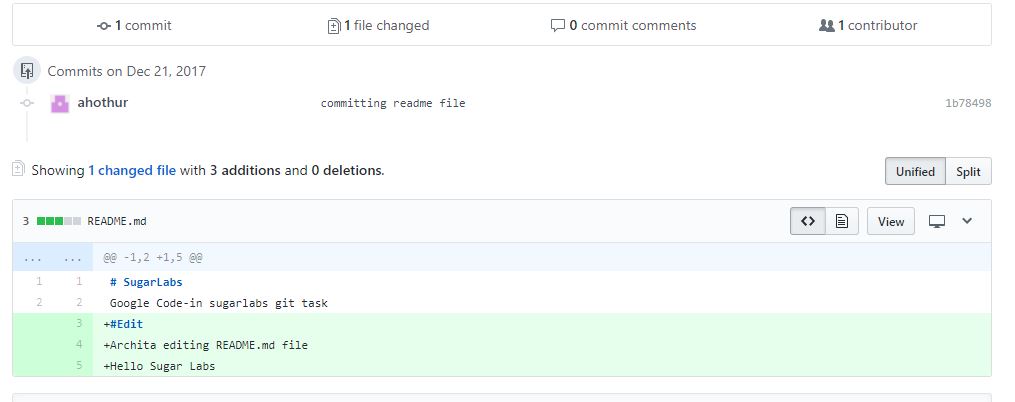 1 commit
1 file changed
0 commit comments
1 contributor
Commits on Dec 21, 2017
ahothur committing readme file 1b78498
Showing 1 changed file with 3 additions and 0 deletions.
Unified Split
3 README.md <> View
... ... @@ -1,2 +1,5 @@
1 1 # SugarLabs
2 2 Google Code-in sugarlabs git task
3 +#Edit
4 +Archita editing README.md file
5 +Hello Sugar Labs